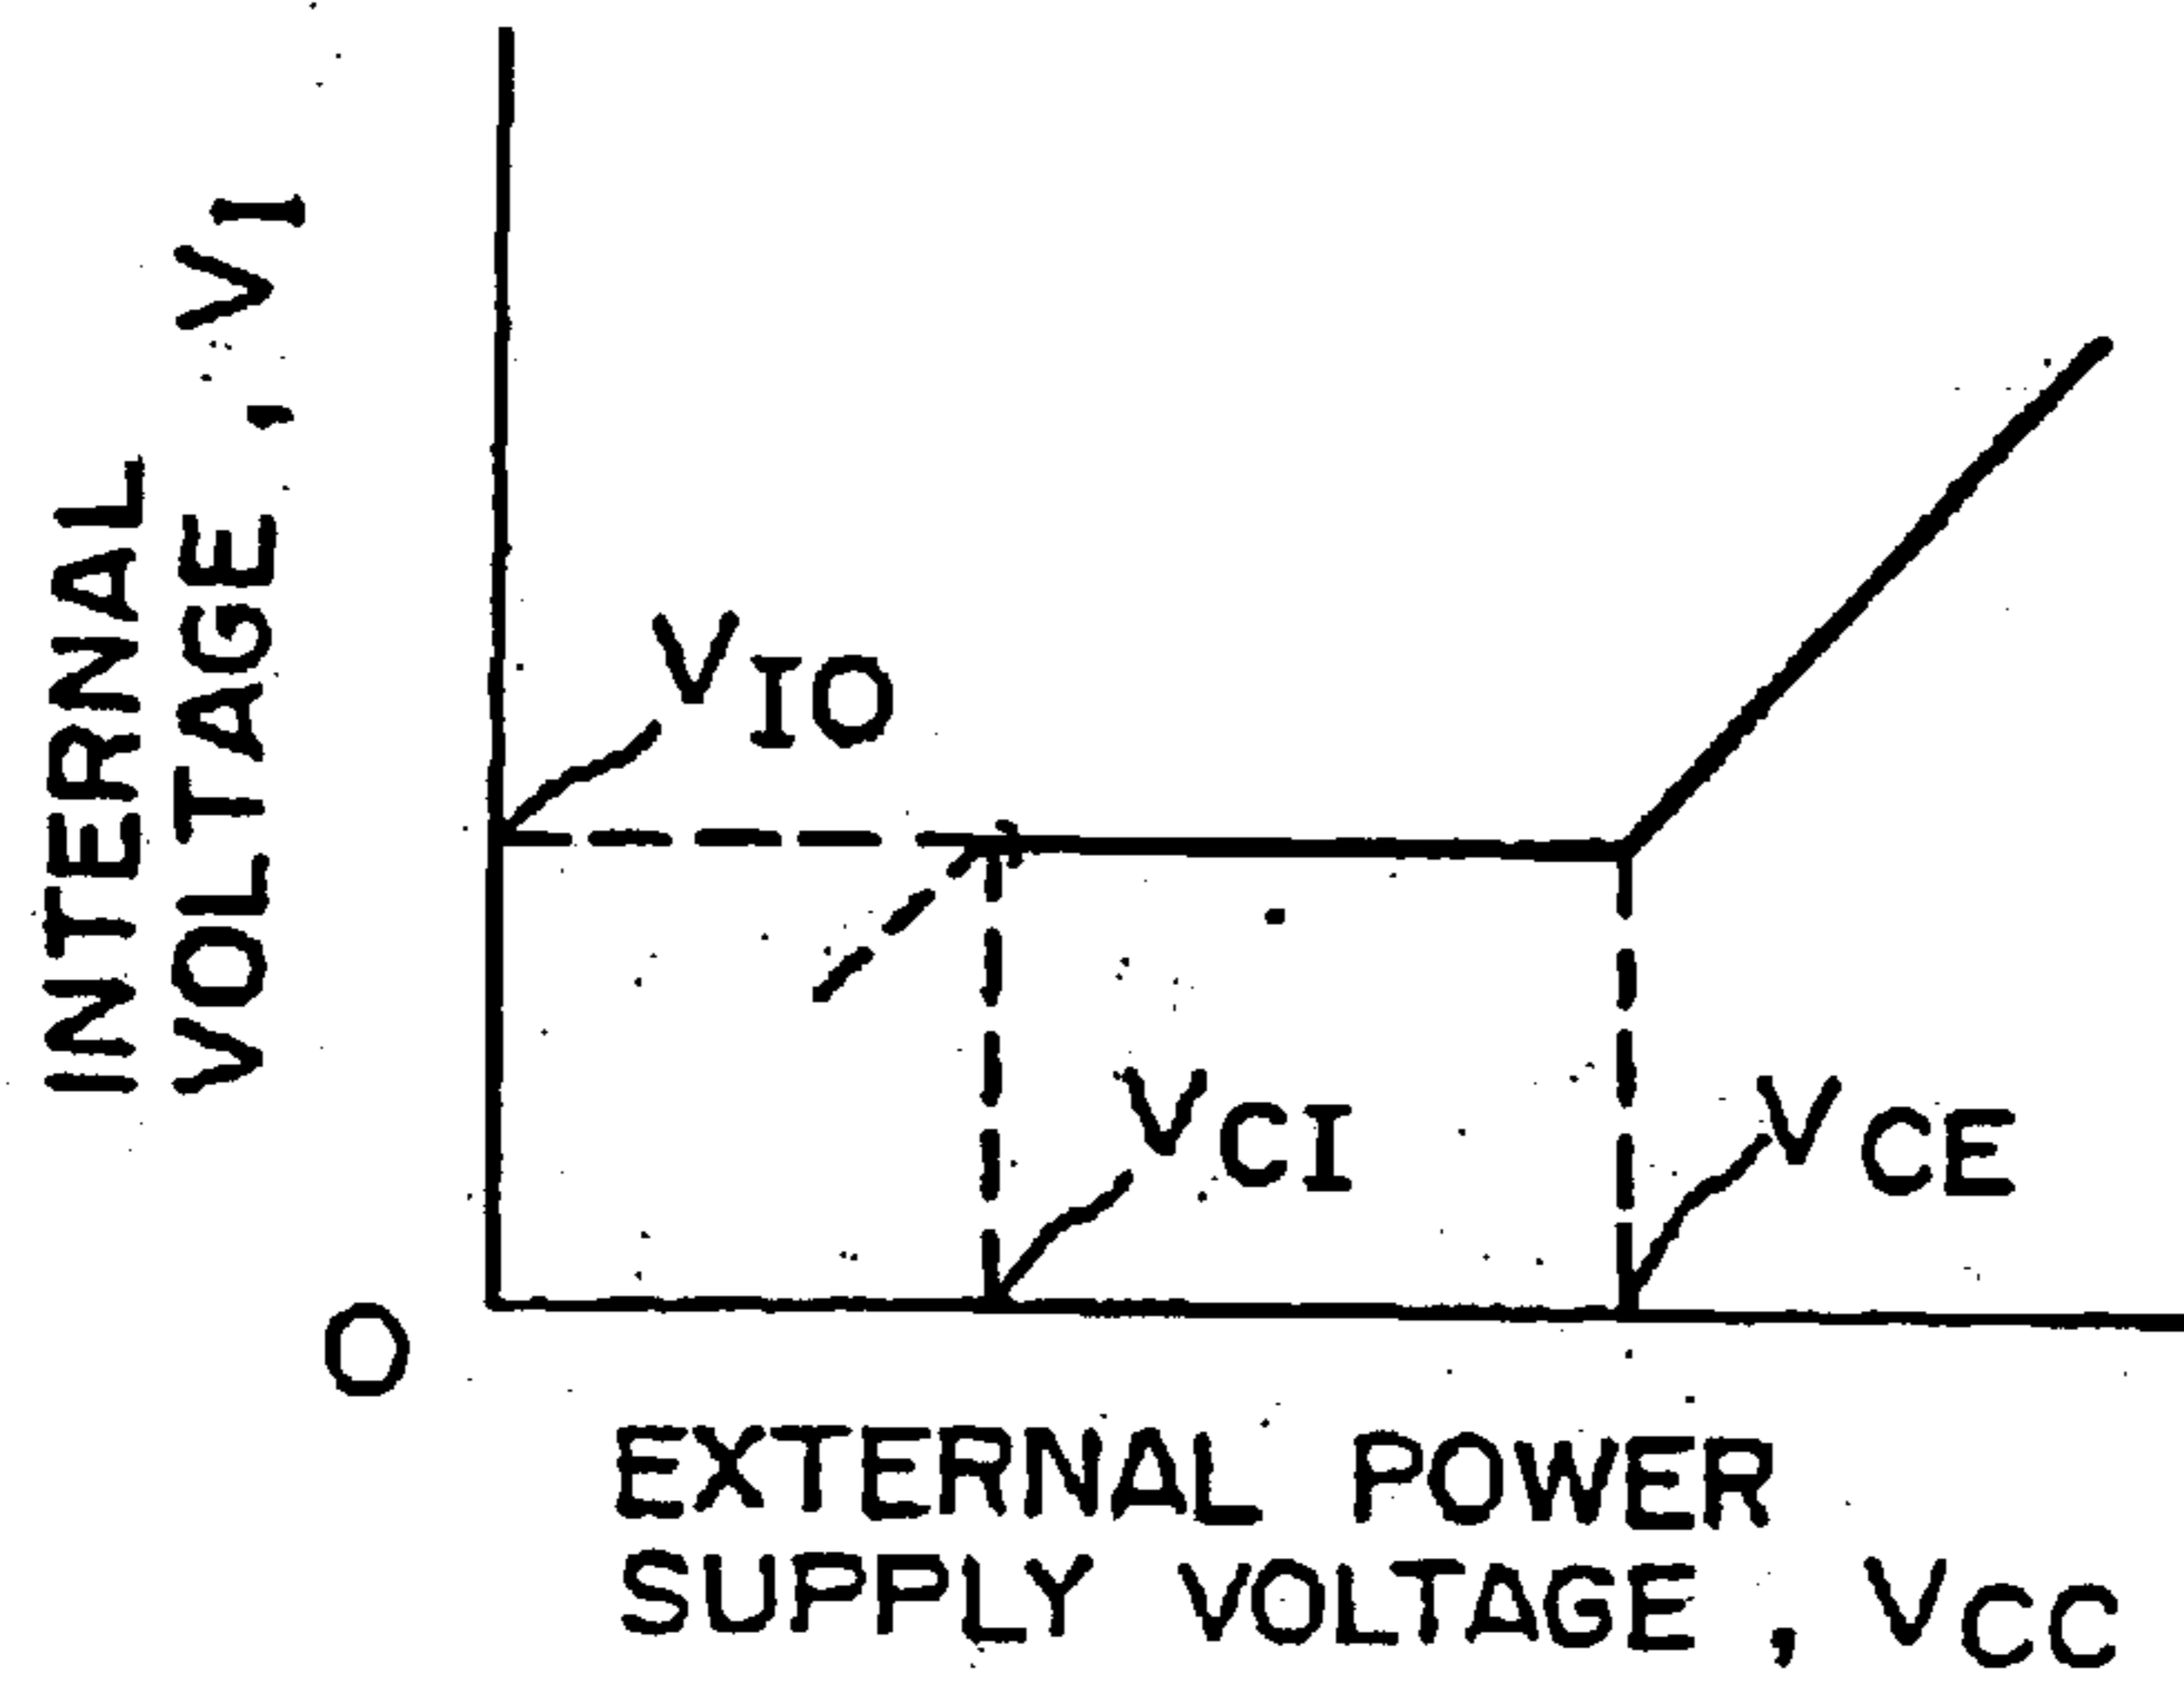 INTERNAL
VOLTAGE , VI
VIO
VCI
VCE
O
EXTERNAL POWER
SUPPLY VOLTAGE , VCC